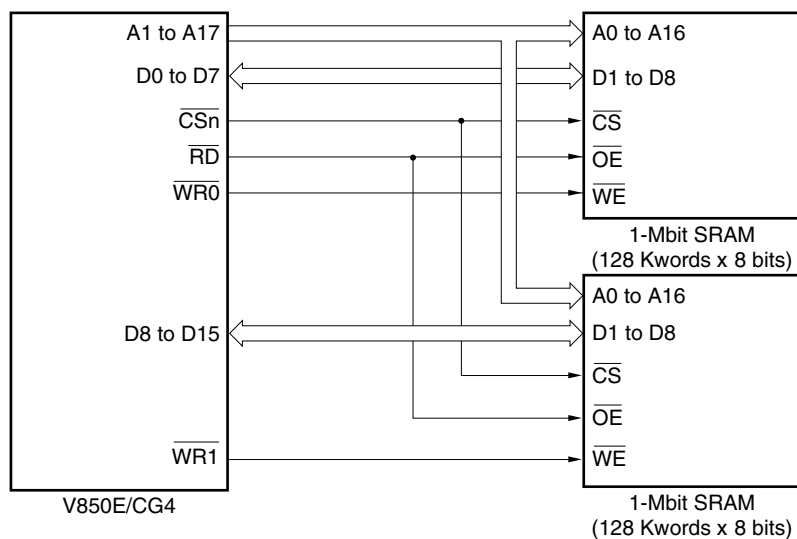 A1 to A17
D0 to D7
CSn
RD
WR0
D8 to D15
WR1
V850E/CG4
A0 to A16
D1 to D8
CS
OE
WE
1-Mbit SRAM
(128 Kwords x 8 bits)
A0 to A16
D1 to D8
CS
OE
WE
1-Mbit SRAM
(128 Kwords x 8 bits)